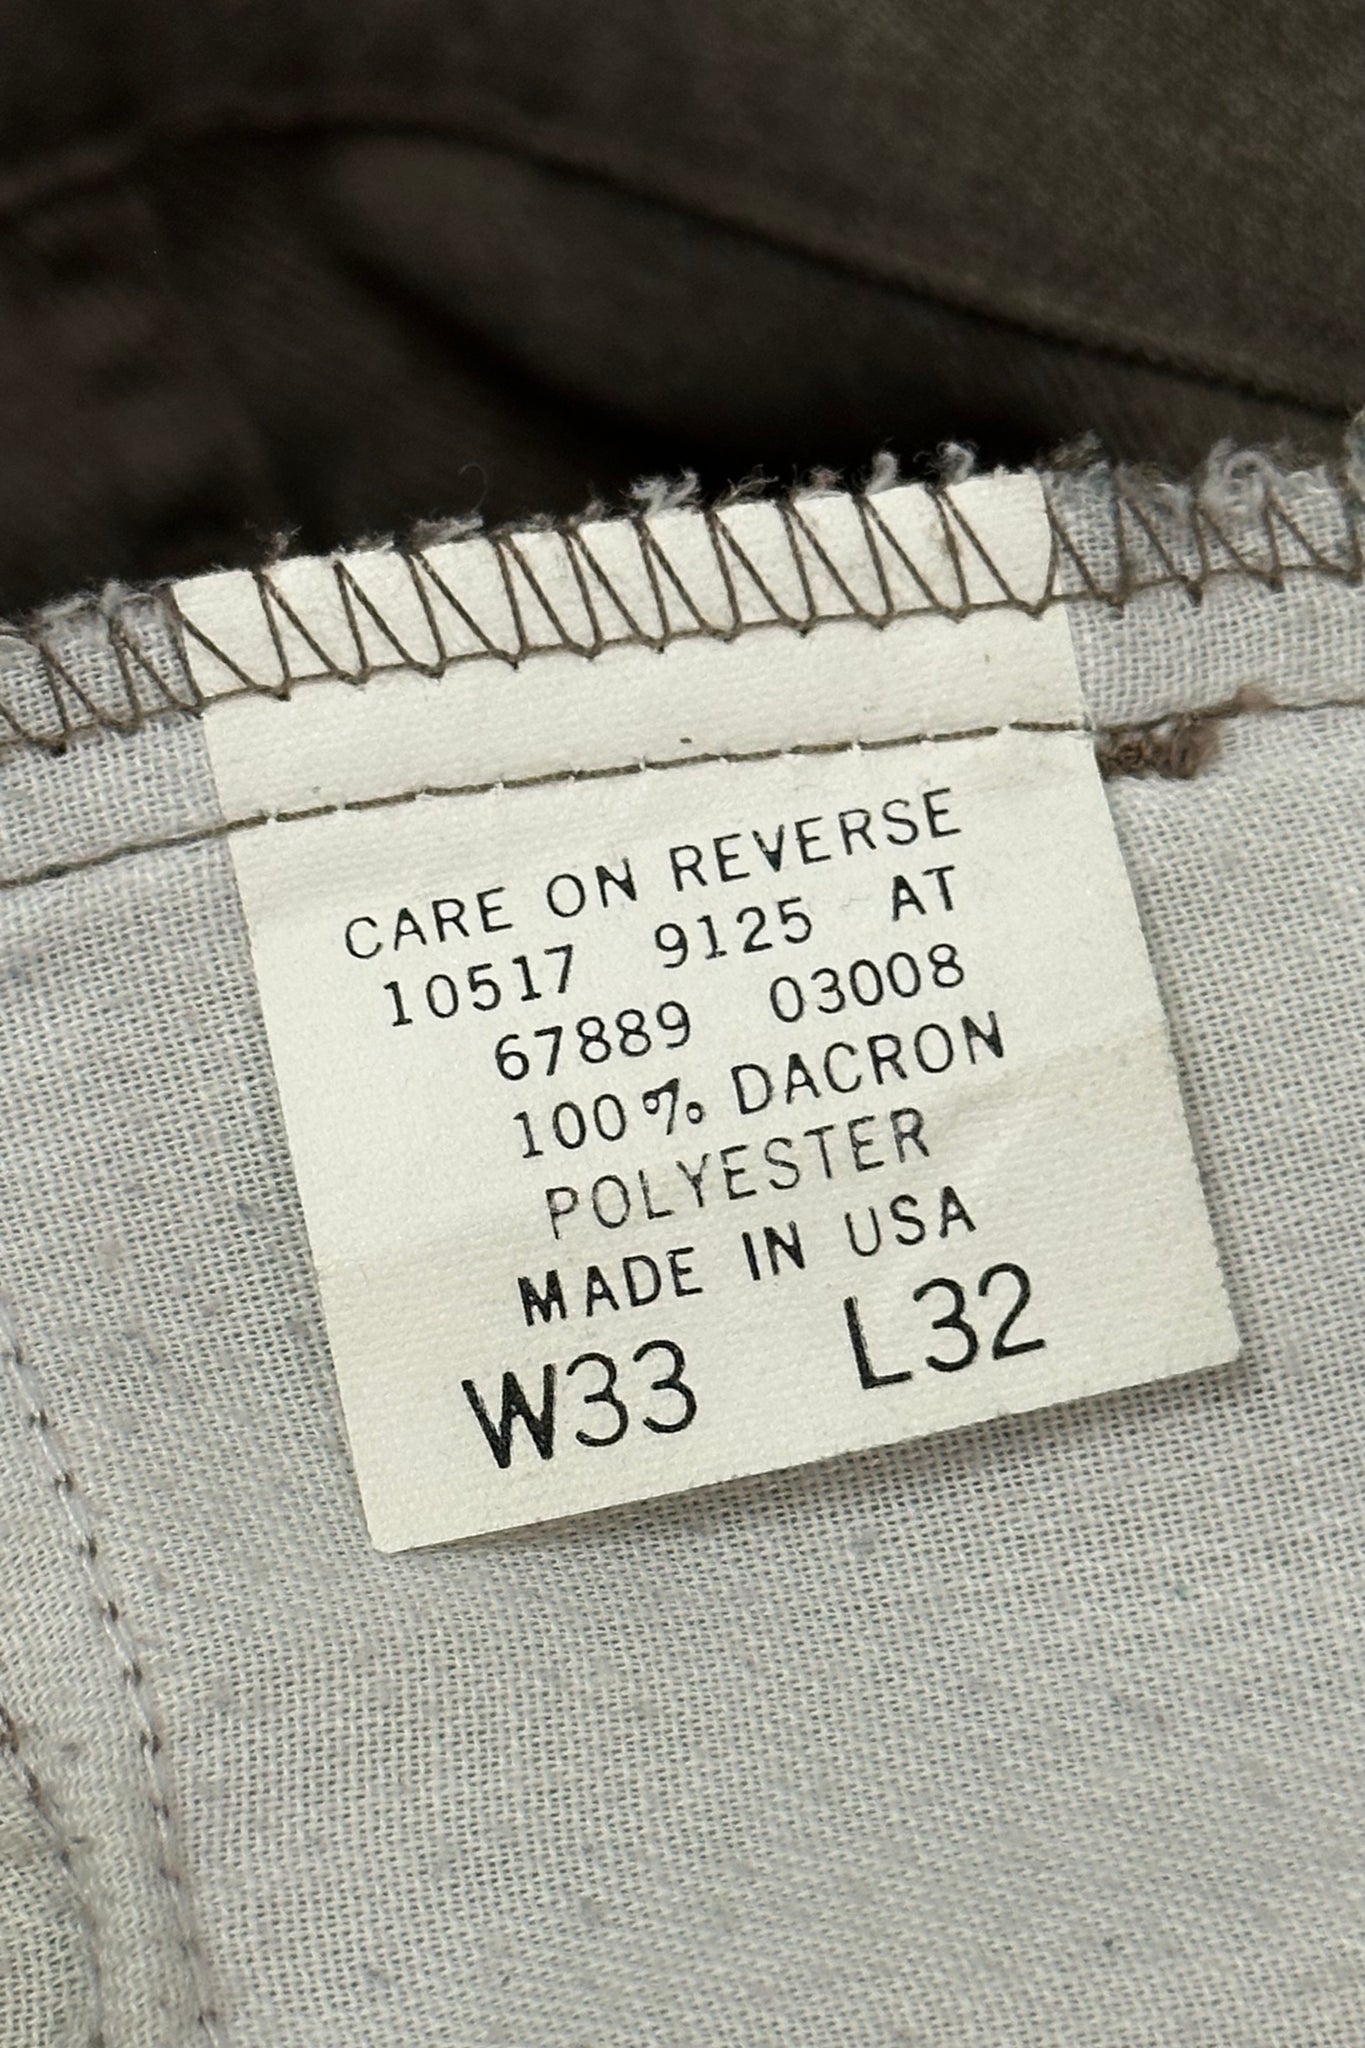 CARE ON REVERSE
10517 9125 AT
67889 03008
100% DACRON
POLYESTER
MADE IN USA
W33 L32